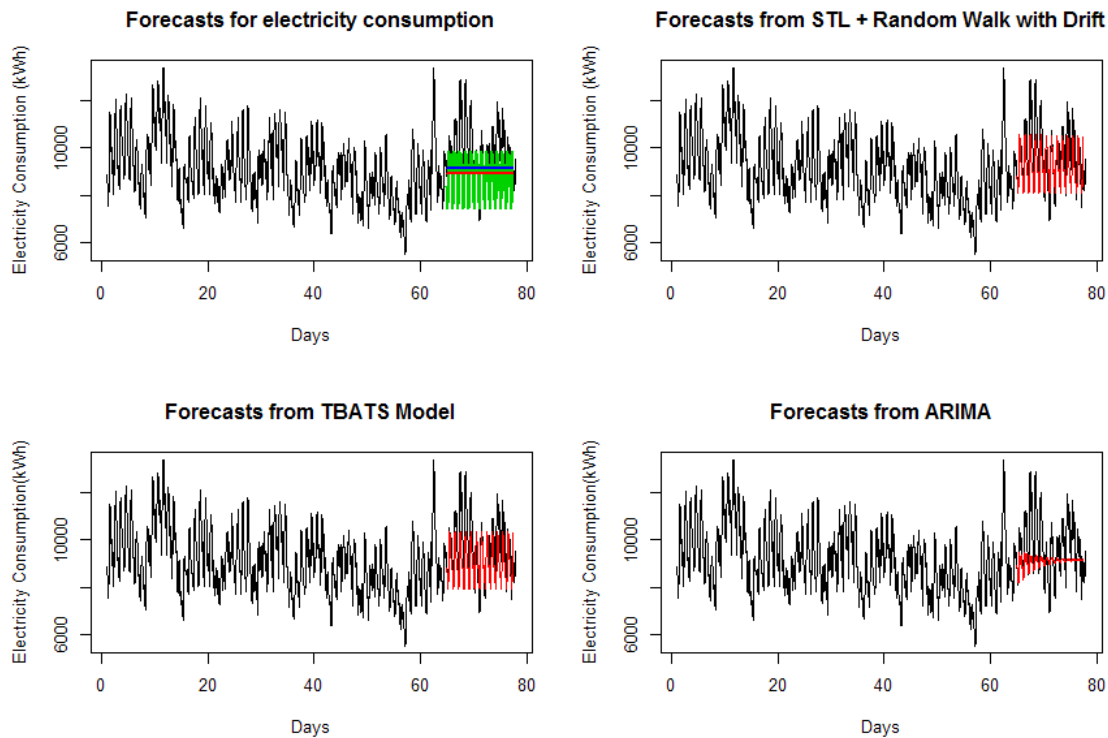 Forecasts for electricity consumption
Electricity Consumption (kWh)
6000
10000
0
20
40
60
80
Days
Forecasts from STL + Random Walk with Drift
Electricity Consumption (kWh)
6000
10000
0
20
40
60
80
Days
Forecasts from TBATS Model
Electricity Consumption(kWh)
6000
10000
0
20
40
60
80
Days
Forecasts from ARIMA
Electricity Consumption(kWh)
6000
10000
0
20
40
60
80
Days